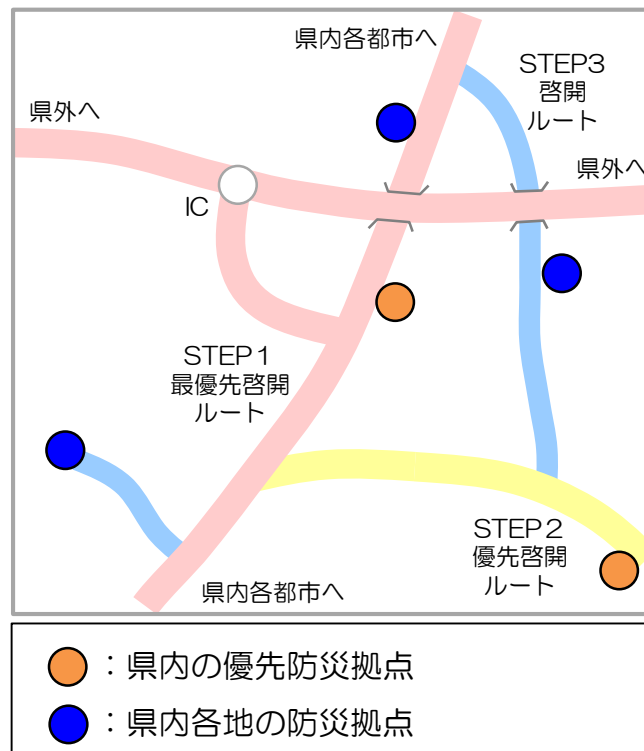 県内各都市へ
STEP3
啓開
ルート
県外へ
県外へ
IC
STEP1
最優先啓開
ルート
STEP2
優先啓開
ルート
県内各都市へ
：県内の優先防災拠点
：県内各地の防災拠点